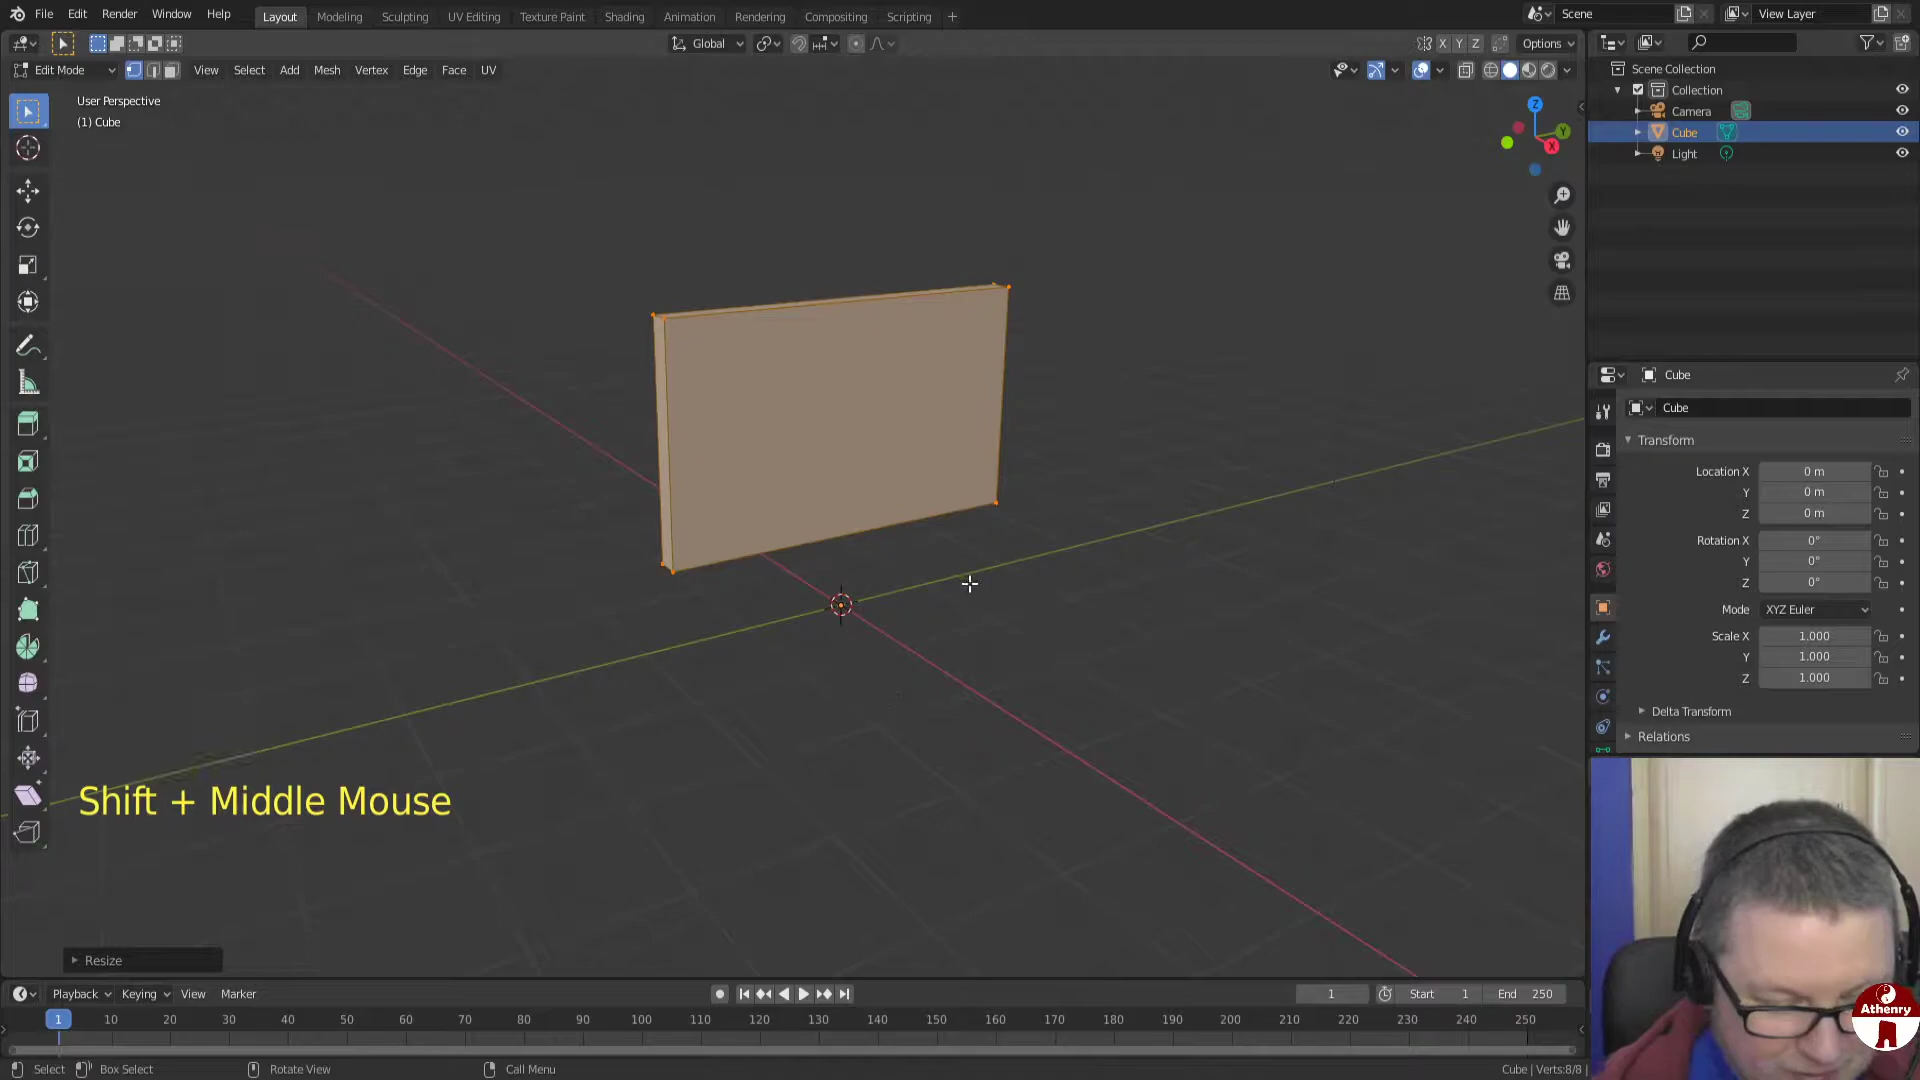 File Edit Render Window Help Layout Modeling Sculpting UV Editing Texture Paint Shading Animation Rendering Compositing Scripting + Scene View Layer
Global X Y Z Options
Edit Mode View Select Add Mesh Vertex Edge Face UV
User Perspective
(1) Cube
Z
Y
X
Scene Collection
Collection
Camera
Cube
Light
Cube
Cube
Transform
Location X 0 m
Y 0 m
Z 0 m
Rotation X 0°
Y 0°
Z 0°
Mode XYZ Euler
Scale X 1.000
Y 1.000
Z 1.000
Delta Transform
Relations
Shift + Middle Mouse
Resize
Playback Keying View Marker 1 Start 1 End 250
1 10 20 30 40 50 60 70 80 90 100 110 120 130 140 150 160 170 180 190 200 210 220 230 240 250
Select Box Select Rotate View Call Menu Cube | Verts:8/8 |
Athenry